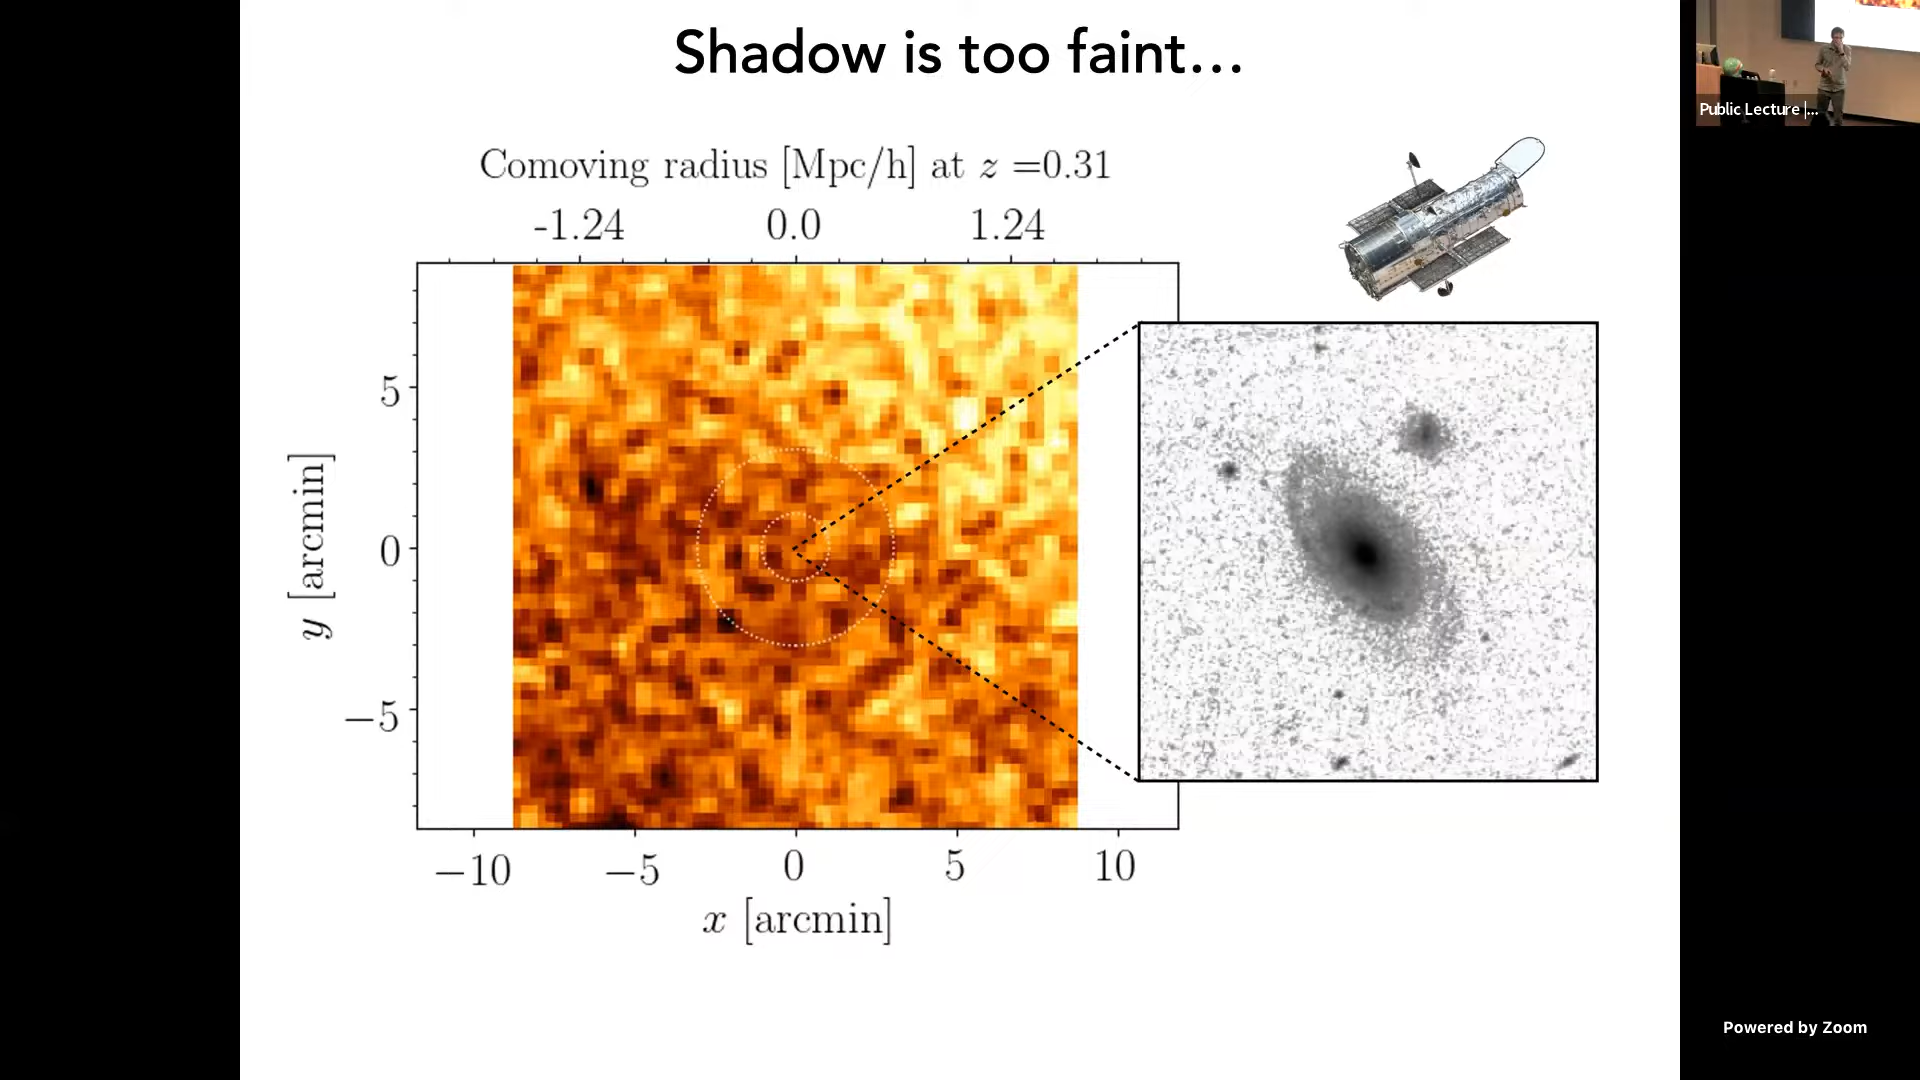 Shadow is too faint...
Public Lecture |...
Comoving radius [Mpc/h] at z =0.31
-1.24 0.0 1.24
5
0
−5
y [arcmin]
−10 −5 0 5 10
x [arcmin]
Powered by Zoom